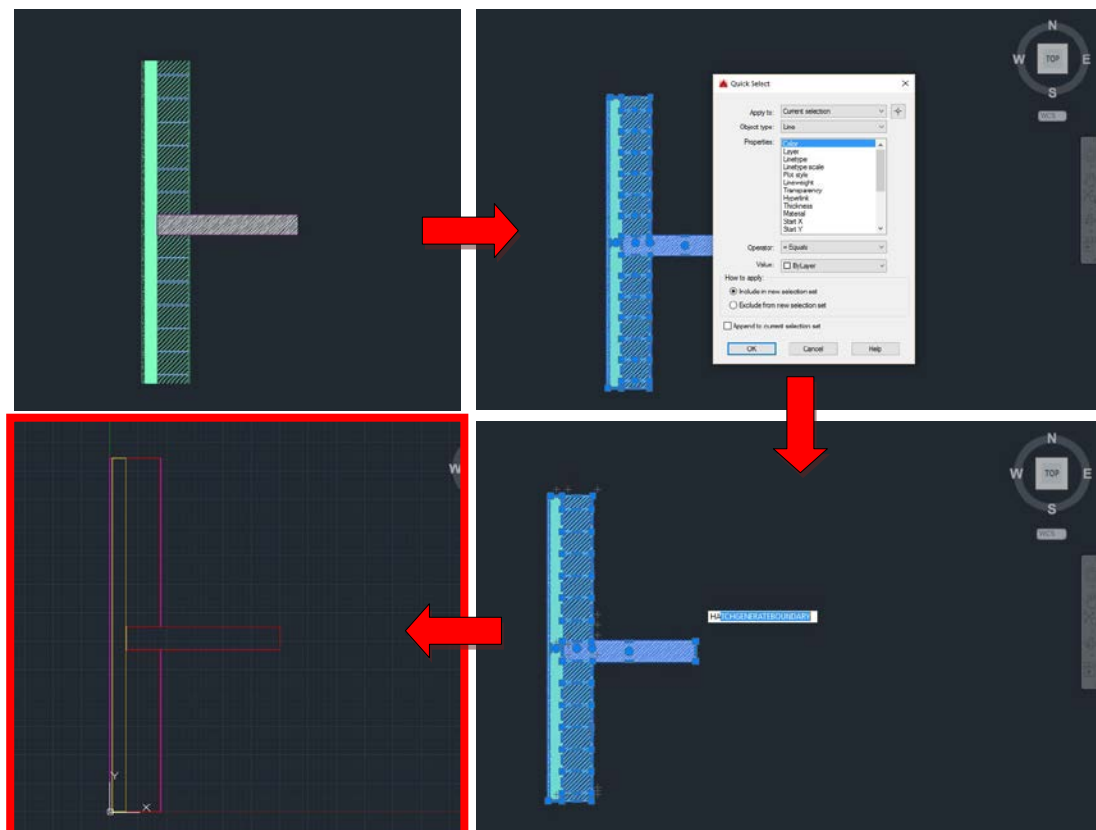 N
W TOP E
S
WCS
Quick Select
Apply to: Current selection
Object type: Line
Properties: Color
Layer
Linetype
Linetype scale
Plot style
Lineweight
Transparency
Hyperlink
Thickness
Material
Start X
Start Y
Operator: = Equals
Value: ByLayer
How to apply:
Include in new selection set
Exclude from new selection set
Append to current selection set
OK Cancel Help
W
Y
X
N
W TOP E
S
WCS
HATCHGENERATEBOUNDARY